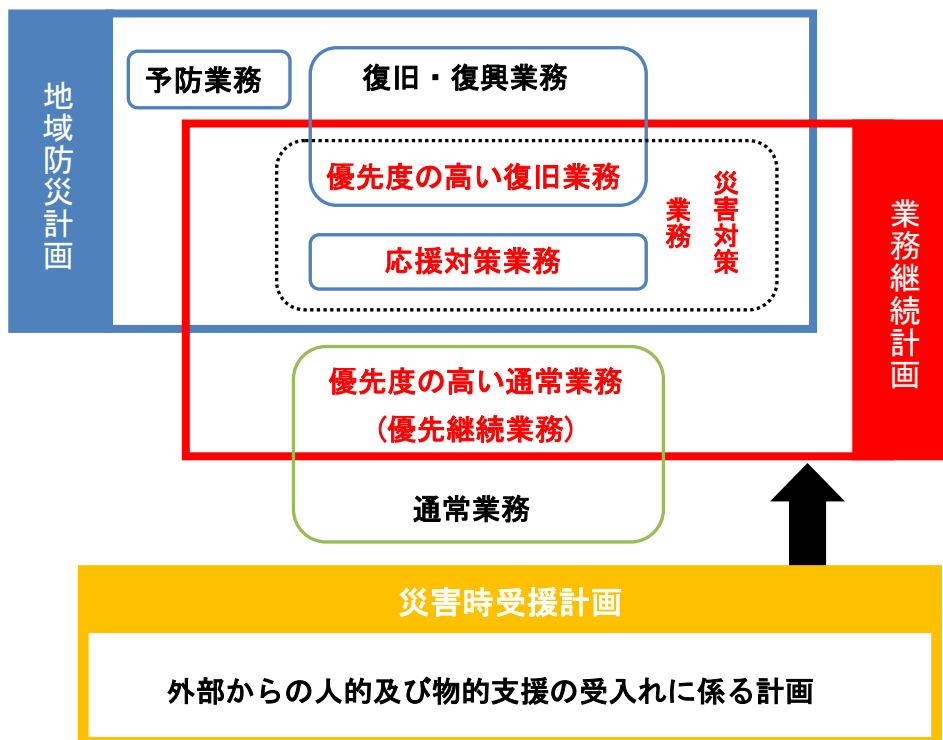 地域防災計画
予防業務
復旧・復興業務
優先度の高い復旧業務
応援対策業務
災害対策
業務
業務継続計画
優先度の高い通常業務
(優先継続業務)
通常業務
災害時受援計画
外部からの人的及び物的支援の受入れに係る計画